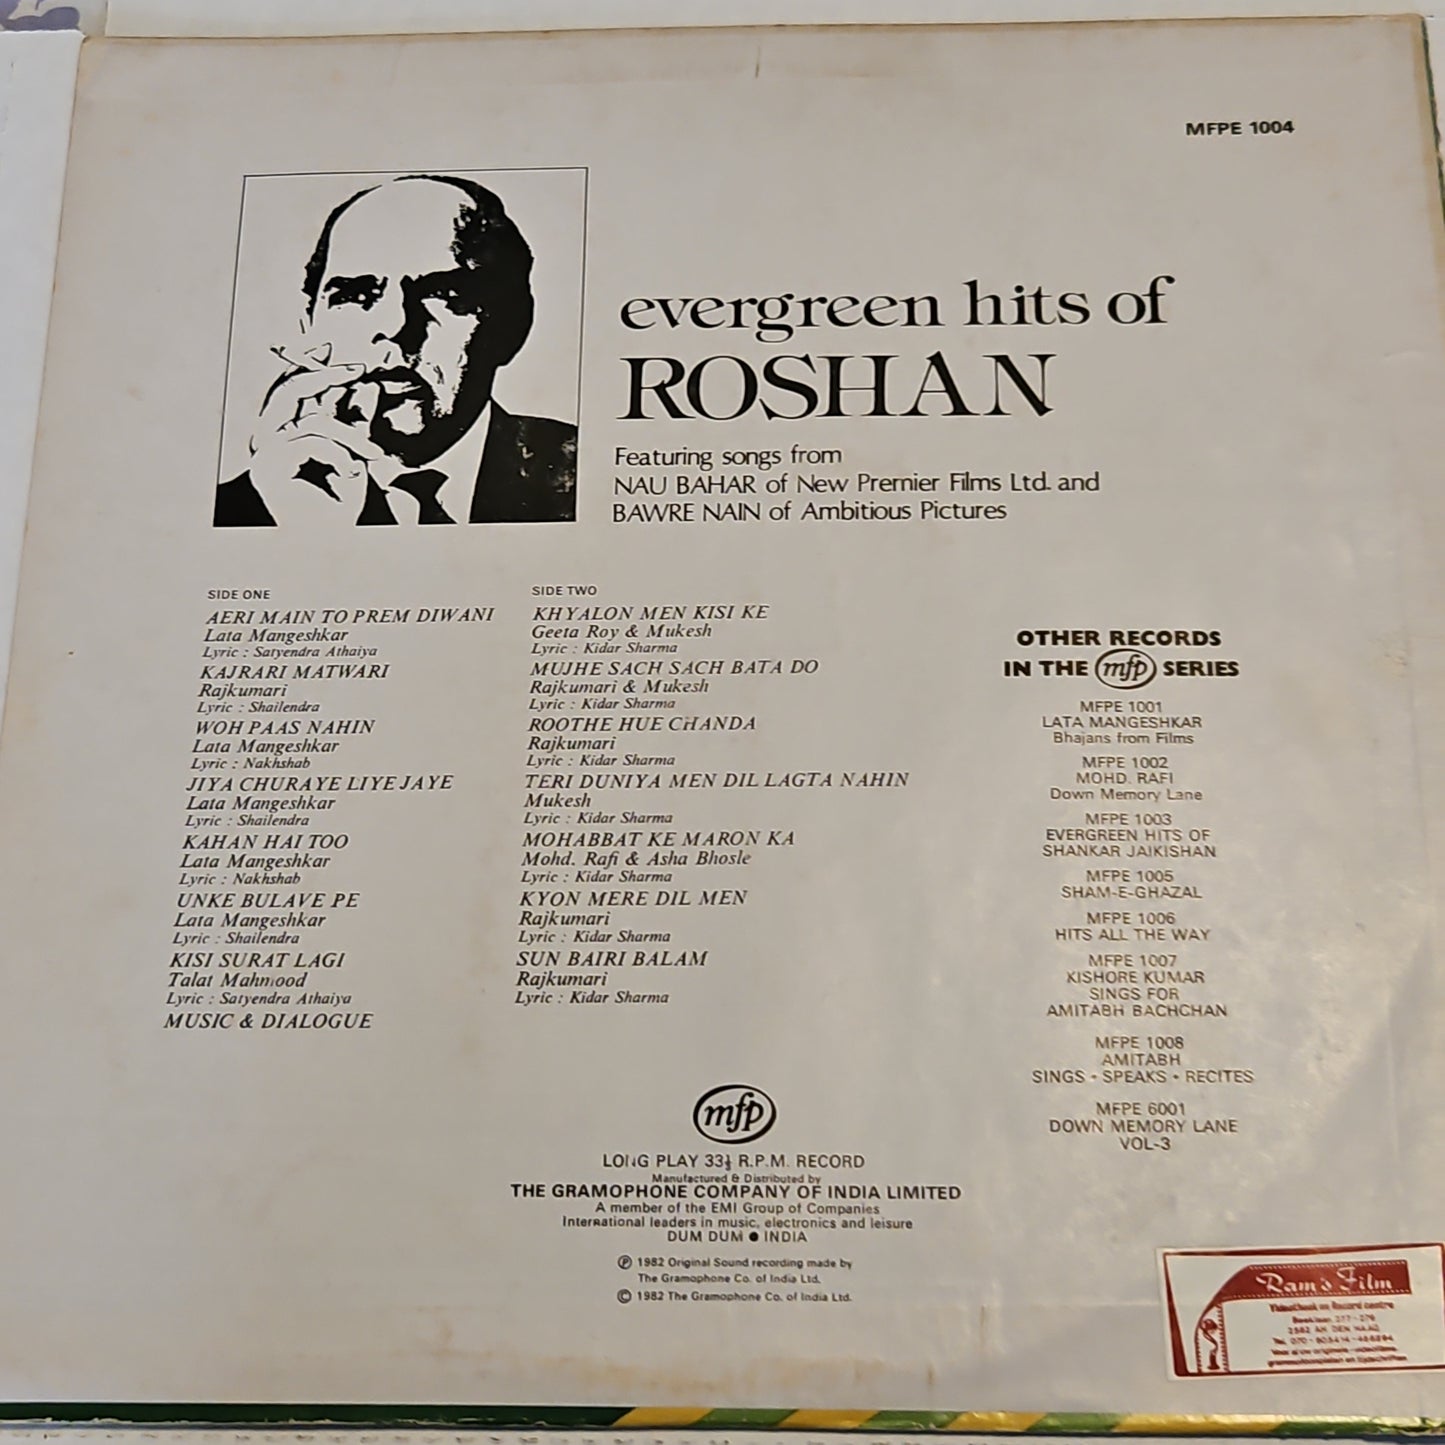 MFPE 1004
evergreen hits of
ROSHAN
Featuring songs from
NAU BAHAR of New Premier Films Ltd. and
BAWRE NAIN of Ambitious Pictures
SIDE ONE
AERI MAIN TO PREM DIWANI
Lata Mangeshkar
Lyric : Satyendra Athaiya
KAJRARI MATWARI
Rajkumari
Lyric : Shailendra
WOH PAAS NAHIN
Lata Mangeshkar
Lyric : Nakhshab
JIYA CHURAYE LIYE JAYE
Lata Mangeshkar
Lyric : Shailendra
KAHAN HAI TOO
Lata Mangeshkar
Lyric : Nakhshab
UNKE BULAVE PE
Lata Mangeshkar
Lyric : Shailendra
KISI SURAT LAGI
Talat Mahmood
Lyric : Satyendra Athaiya
MUSIC & DIALOGUE
SIDE TWO
KHYALON MEN KISI KE
Geeta Roy & Mukesh
Lyric : Kidar Sharma
MUJHE SACH SACH BATA DO
Rajkumari & Mukesh
Lyric : Kidar Sharma
ROOTHE HUE CHANDA
Rajkumari
Lyric : Kidar Sharma
TERI DUNIYA MEN DIL LAGTA NAHIN
Mukesh
Lyric : Kidar Sharma
MOHABBAT KE MARON KA
Mohd. Rafi & Asha Bhosle
Lyric : Kidar Sharma
KYON MERE DIL MEN
Rajkumari
Lyric : Kidar Sharma
SUN BAIRI BALAM
Rajkumari
Lyric : Kidar Sharma
OTHER RECORDS
IN THE mfp SERIES
MFPE 1001
LATA MANGESHKAR
Bhajans from Films
MFPE 1002
MOHD. RAFI
Down Memory Lane
MFPE 1003
EVERGREEN HITS OF
SHANKAR JAIKISHAN
MFPE 1005
SHAM-E-GHAZAL
MFPE 1006
HITS ALL THE WAY
MFPE 1007
KISHORE KUMAR
SINGS FOR
AMITABH BACHCHAN
MFPE 1008
AMITABH
SINGS • SPEAKS • RECITES
MFPE 6001
DOWN MEMORY LANE
VOL-3
mfp
LONG PLAY 33⅓ R.P.M. RECORD
Manufactured & Distributed by
THE GRAMOPHONE COMPANY OF INDIA LIMITED
A member of the EMI Group of Companies
International leaders in music, electronics and leisure
DUM DUM ● INDIA
℗ 1982 Original Sound recording made by
The Gramophone Co. of India Ltd.
© 1982 The Gramophone Co. of India Ltd.
Ram's Film
Videotheek en Record centre
277-279
2562 AH DEN HAAG
Tel. 070-